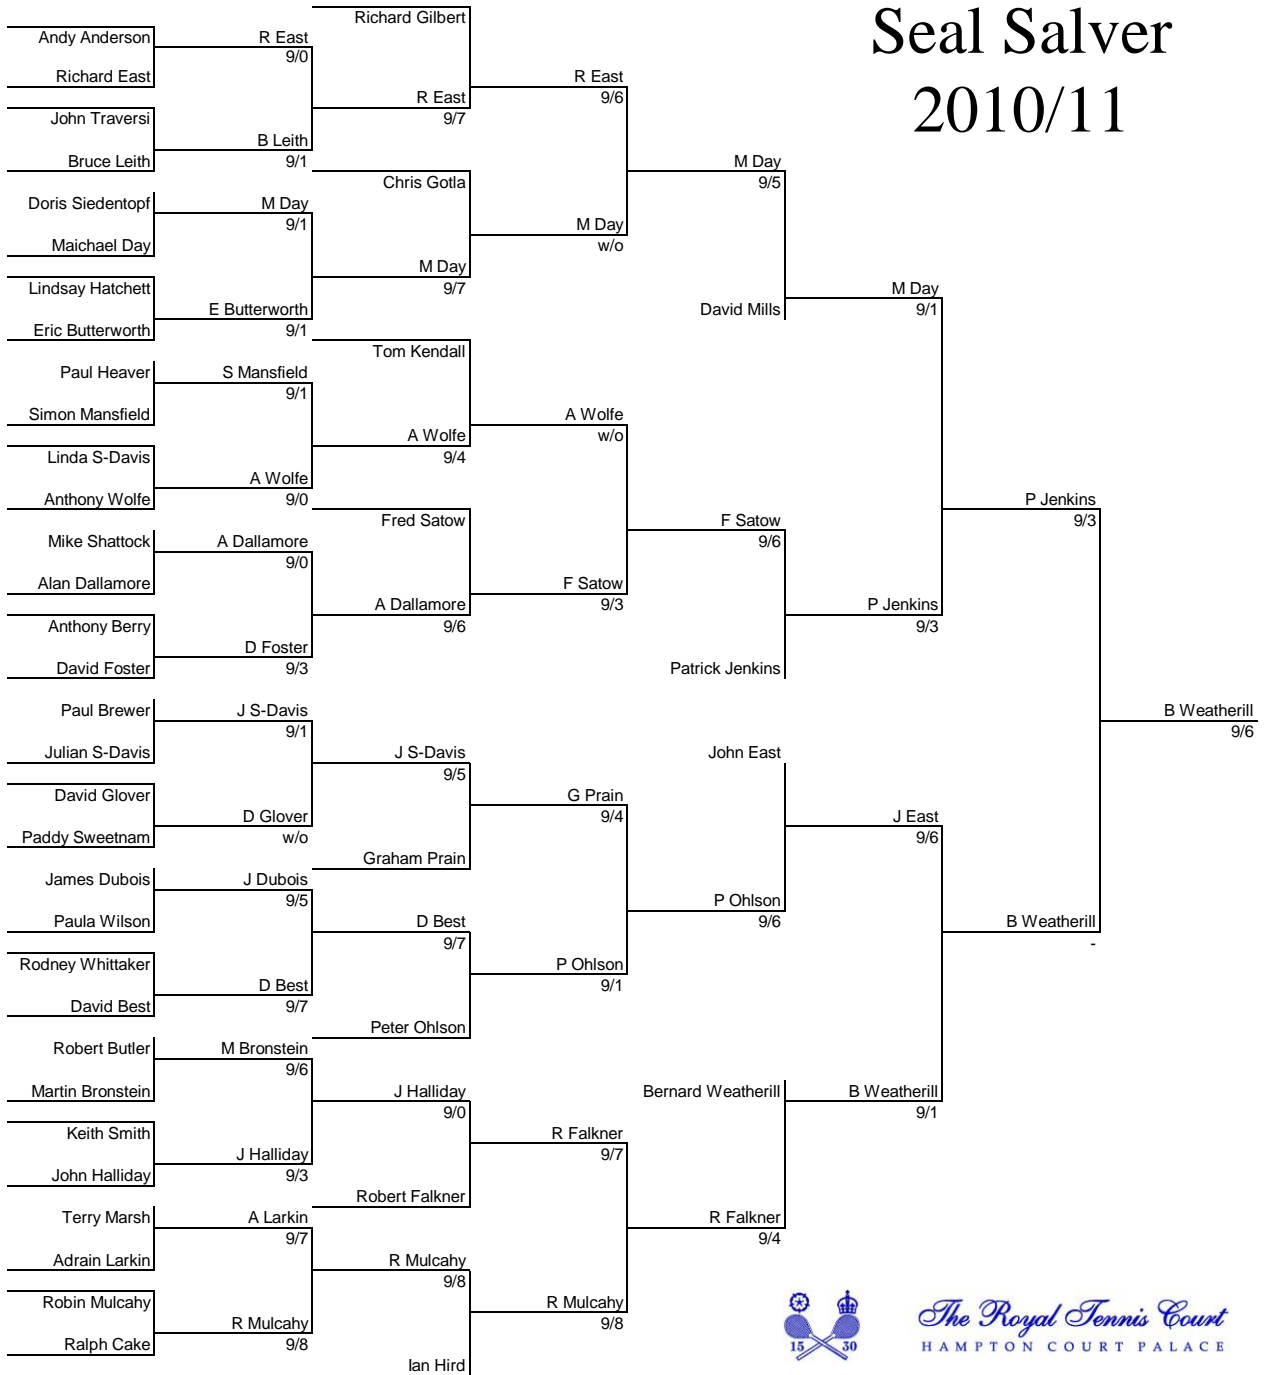 Seal Salver
2010/11
Richard Gilbert
Andy Anderson
R East
9/0
Richard East
R East
9/6
R East
9/7
John Traversi
B Leith
9/1
Bruce Leith
M Day
9/5
Chris Gotla
Doris Siedentopf
M Day
9/1
M Day
w/o
Maichael Day
M Day
9/7
Lindsay Hatchett
M Day
9/1
E Butterworth
9/1
David Mills
Eric Butterworth
Tom Kendall
Paul Heaver
S Mansfield
9/1
Simon Mansfield
A Wolfe
w/o
A Wolfe
9/4
Linda S-Davis
A Wolfe
9/0
Anthony Wolfe
P Jenkins
9/3
Fred Satow
F Satow
9/6
Mike Shattock
A Dallamore
9/0
Alan Dallamore
F Satow
9/3
A Dallamore
9/6
P Jenkins
9/3
Anthony Berry
D Foster
9/3
David Foster
Patrick Jenkins
Paul Brewer
J S-Davis
9/1
B Weatherill
9/6
Julian S-Davis
J S-Davis
9/5
John East
David Glover
G Prain
9/4
D Glover
w/o
J East
9/6
Paddy Sweetnam
Graham Prain
James Dubois
J Dubois
9/5
P Ohlson
9/6
Paula Wilson
D Best
9/7
B Weatherill
-
Rodney Whittaker
P Ohlson
9/1
D Best
9/7
David Best
Peter Ohlson
Robert Butler
M Bronstein
9/6
Martin Bronstein
J Halliday
9/0
Bernard Weatherill
B Weatherill
9/1
Keith Smith
R Falkner
9/7
J Halliday
9/3
John Halliday
Robert Falkner
Terry Marsh
A Larkin
9/7
R Falkner
9/4
Adrain Larkin
R Mulcahy
9/8
Robin Mulcahy
R Mulcahy
9/8
R Mulcahy
9/8
Ralph Cake
Ian Hird
15 30
The Royal Tennis Court
HAMPTON COURT PALACE